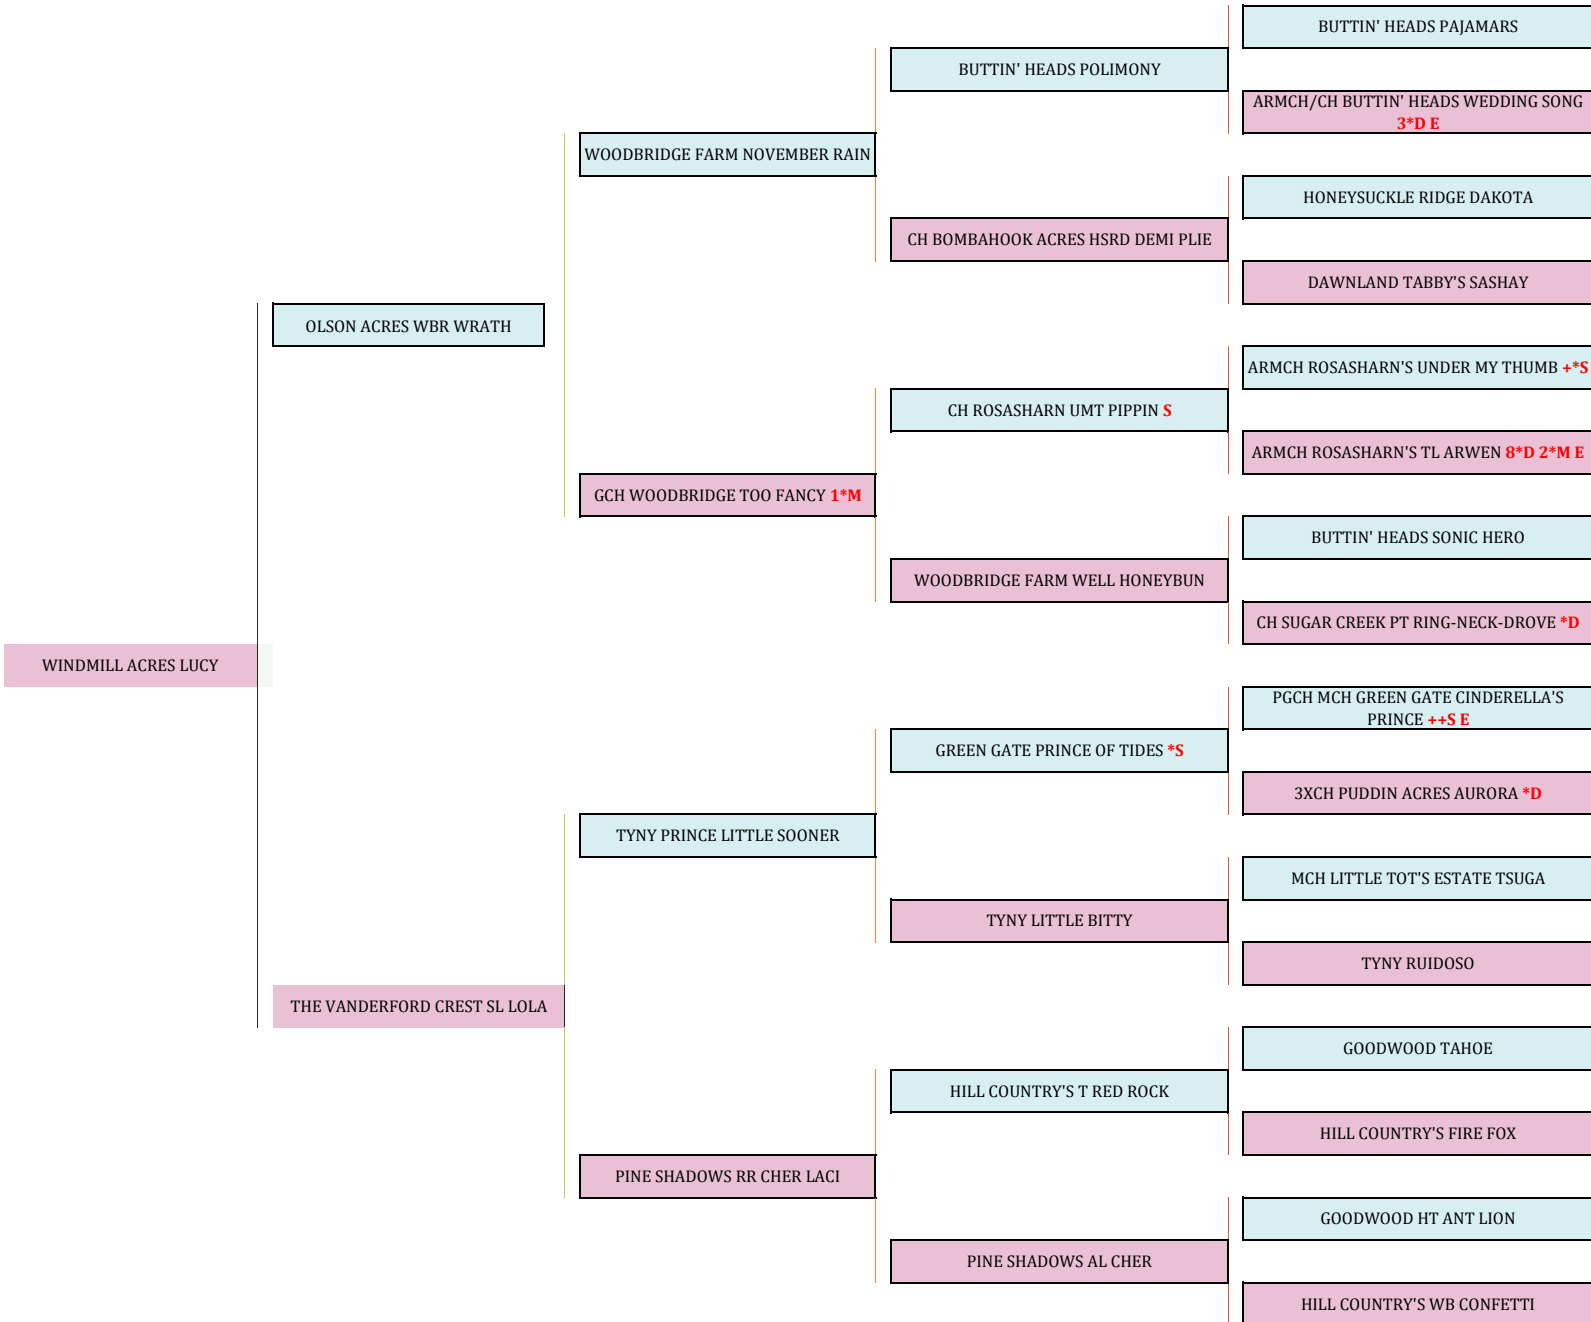 BUTTIN' HEADS PAJAMARS
BUTTIN' HEADS POLIMONY
ARMCH/CH BUTTIN' HEADS WEDDING SONG
3*D E
WOODBRIDGE FARM NOVEMBER RAIN
HONEYSUCKLE RIDGE DAKOTA
CH BOMBAHOOK ACRES HSRD DEMI PLIE
DAWNLAND TABBY'S SASHAY
OLSON ACRES WBR WRATH
ARMCH ROSASHARN'S UNDER MY THUMB +*S
CH ROSASHARN UMT PIPPIN S
ARMCH ROSASHARN'S TL ARWEN 8*D 2*M E
GCH WOODBRIDGE TOO FANCY 1*M
BUTTIN' HEADS SONIC HERO
WOODBRIDGE FARM WELL HONEYBUN
CH SUGAR CREEK PT RING-NECK-DROVE *D
WINDMILL ACRES LUCY
PGCH MCH GREEN GATE CINDERELLA'S
PRINCE ++S E
GREEN GATE PRINCE OF TIDES *S
3XCH PUDDIN ACRES AURORA *D
TYNY PRINCE LITTLE SOONER
MCH LITTLE TOT'S ESTATE TSUGA
TYNY LITTLE BITTY
TYNY RUIDOSO
THE VANDERFORD CREST SL LOLA
GOODWOOD TAHOE
HILL COUNTRY'S T RED ROCK
HILL COUNTRY'S FIRE FOX
PINE SHADOWS RR CHER LACI
GOODWOOD HT ANT LION
PINE SHADOWS AL CHER
HILL COUNTRY'S WB CONFETTI